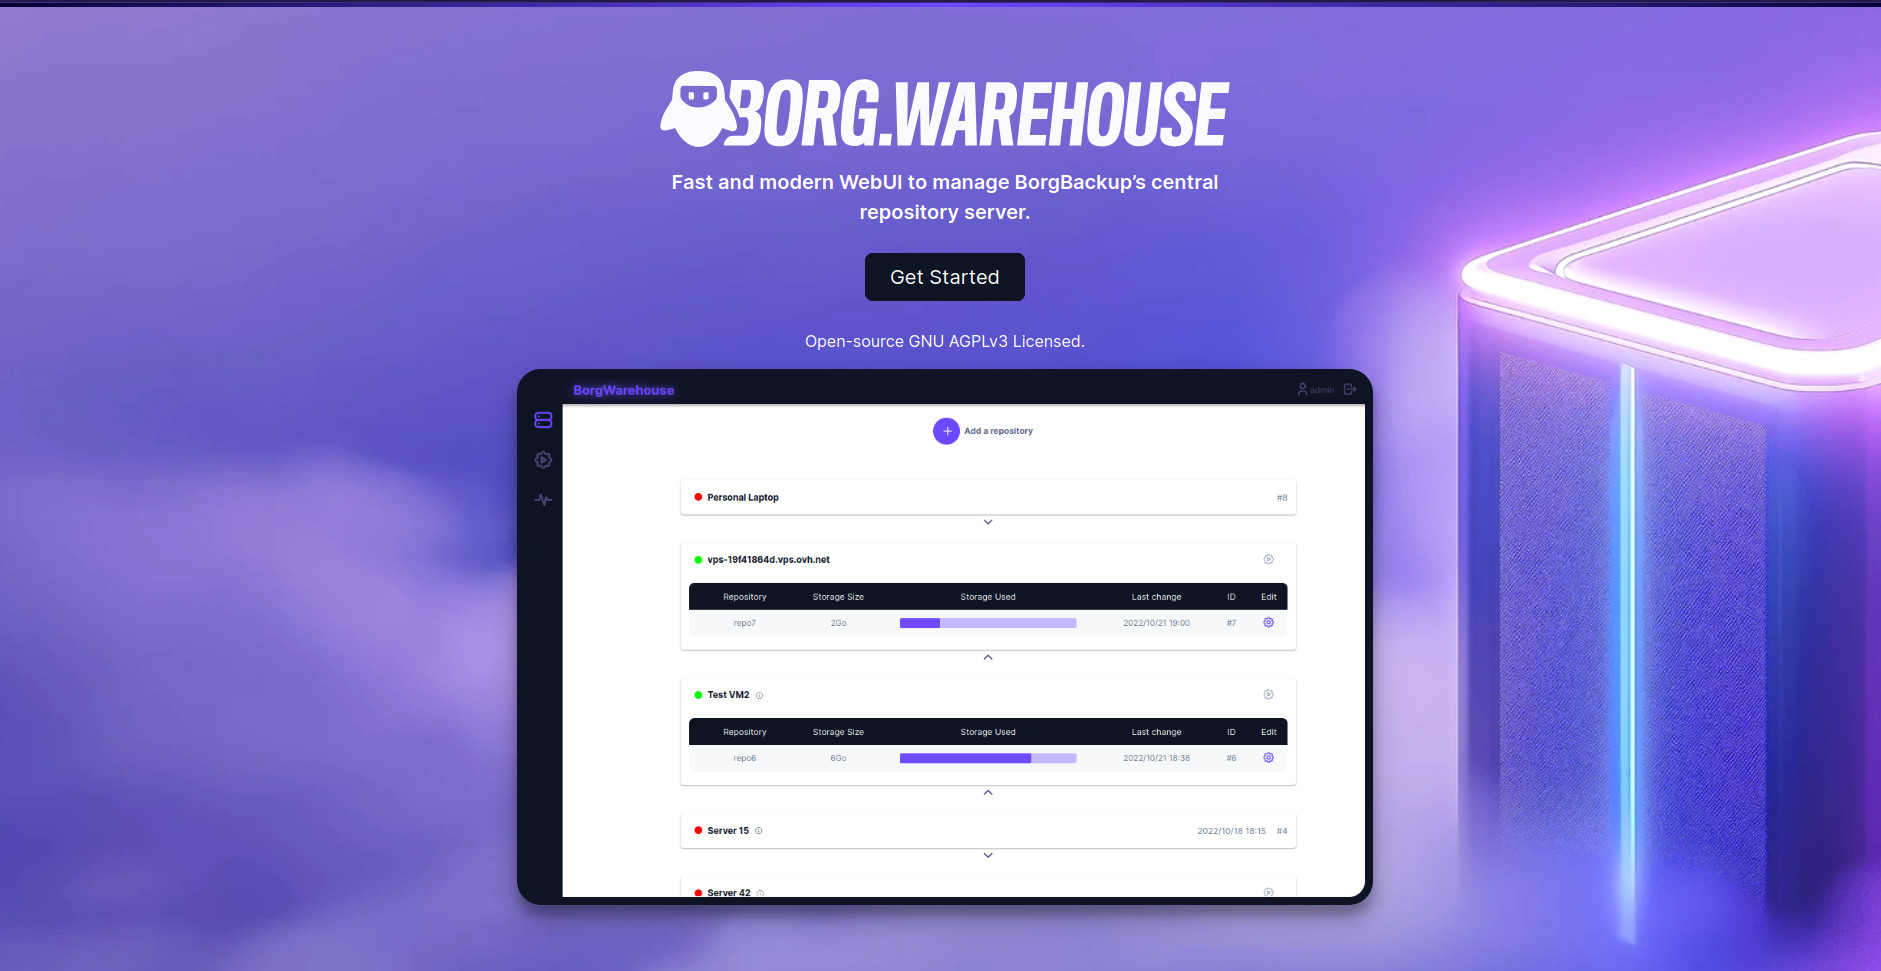 BORG.WAREHOUSE
Fast and modern WebUI to manage BorgBackup’s central
repository server.
Get Started
Open-source GNU AGPLv3 Licensed.
BorgWarehouse
admin
Add a repository
Personal Laptop #8
vps-19f41864d.vps.ovh.net
Repository Storage Size Storage Used Last change ID Edit
repo7 2Go 2022/10/21 19:00 #7
Test VM2
Repository Storage Size Storage Used Last change ID Edit
repo6 6Go 2022/10/21 18:38 #6
Server 15 2022/10/18 18:15 #4
Server 42